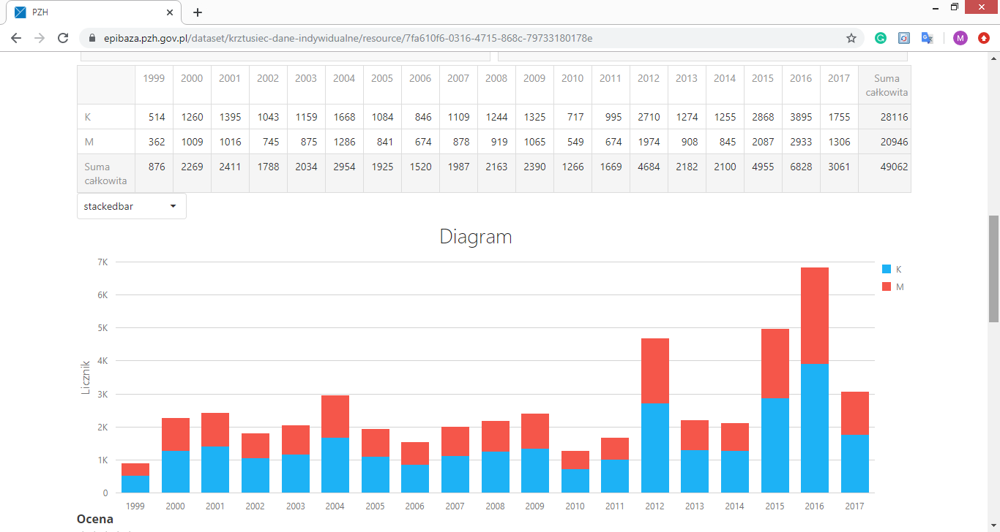 PZH
epibaza.pzh.gov.pl/dataset/krztusiec-dane-indywidualne/resource/7fa610f6-0316-4715-868c-79733180178e
M
1999 2000 2001 2002 2003 2004 2005 2006 2007 2008 2009 2010 2011 2012 2013 2014 2015 2016 2017 Suma
całkowita
K 514 1260 1395 1043 1159 1668 1084 846 1109 1244 1325 717 995 2710 1274 1255 2868 3895 1755 28116
M 362 1009 1016 745 875 1286 841 674 878 919 1065 549 674 1974 908 845 2087 2933 1306 20946
Suma 876 2269 2411 1788 2034 2954 1925 1520 1987 2163 2390 1266 1669 4684 2182 2100 4955 6828 3061 49062
całkowita
stackedbar
Diagram
7K
6K
5K
4K
3K
2K
1K
0
Licznik
K
M
1999 2000 2001 2002 2003 2004 2005 2006 2007 2008 2009 2010 2011 2012 2013 2014 2015 2016 2017
Ocena